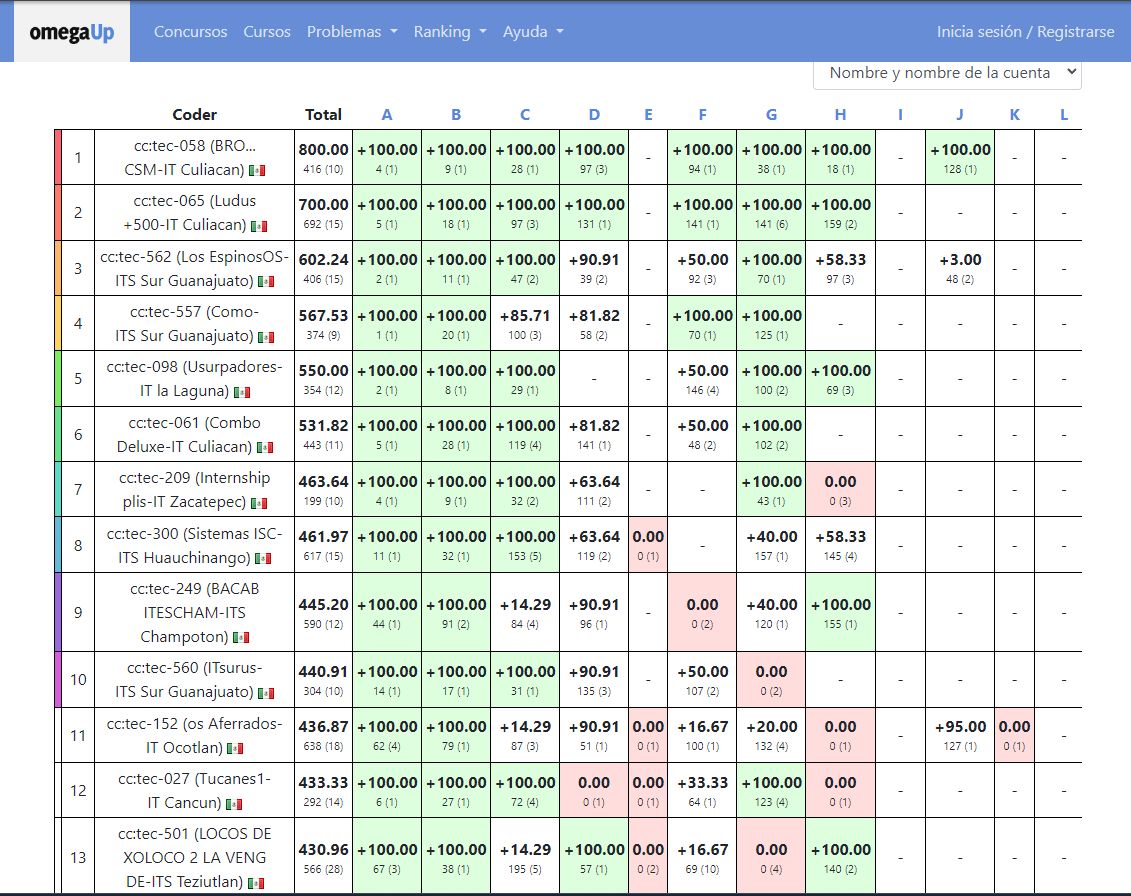 omegaUp Concursos Cursos Problemas Ranking Ayuda Inicia sesión / Registrarse
Nombre y nombre de la cuenta
Coder Total A B C D E F G H I J K L
1 cc:tec-058 (BRO... CSM-IT Culiacan) 800.00 +100.00 +100.00 +100.00 +100.00 - +100.00 +100.00 +100.00 - +100.00 - -
416 (10) 4 (1) 9 (1) 28 (1) 97 (3) 94 (1) 38 (1) 18 (1) 128 (1)
2 cc:tec-065 (Ludus +500-IT Culiacan) 700.00 +100.00 +100.00 +100.00 +100.00 - +100.00 +100.00 +100.00 - - - -
692 (15) 5 (1) 18 (1) 97 (3) 131 (1) 141 (1) 141 (6) 159 (2)
3 cc:tec-562 (Los EspinosOS-ITS Sur Guanajuato) 602.24 +100.00 +100.00 +100.00 +90.91 - +50.00 +100.00 +58.33 - +3.00 - -
406 (15) 2 (1) 11 (1) 47 (2) 39 (2) 92 (3) 70 (1) 97 (3) 48 (2)
4 cc:tec-557 (Como-ITS Sur Guanajuato) 567.53 +100.00 +100.00 +85.71 +81.82 - +100.00 +100.00 - - - - -
374 (9) 1 (1) 20 (1) 100 (3) 58 (2) 70 (1) 125 (1)
5 cc:tec-098 (Usurpadores-IT la Laguna) 550.00 +100.00 +100.00 +100.00 - - +50.00 +100.00 +100.00 - - - -
354 (12) 2 (1) 8 (1) 29 (1) 146 (4) 100 (2) 69 (3)
6 cc:tec-061 (Combo Deluxe-IT Culiacan) 531.82 +100.00 +100.00 +100.00 +81.82 - +50.00 +100.00 - - - - -
443 (11) 5 (1) 28 (1) 119 (4) 141 (1) 48 (2) 102 (2)
7 cc:tec-209 (Internship plis-IT Zacatepec) 463.64 +100.00 +100.00 +100.00 +63.64 - - +100.00 0.00 - - - -
199 (10) 4 (1) 9 (1) 32 (2) 111 (2) 43 (1) 0 (3)
8 cc:tec-300 (Sistemas ISC-ITS Huauchinango) 461.97 +100.00 +100.00 +100.00 +63.64 0.00 - +40.00 +58.33 - - - -
617 (15) 11 (1) 32 (1) 153 (5) 119 (2) 0 (1) 157 (1) 145 (4)
9 cc:tec-249 (BACAB ITESCHAM-ITS Champoton) 445.20 +100.00 +100.00 +14.29 +90.91 - 0.00 +40.00 +100.00 - - - -
590 (12) 44 (1) 91 (2) 84 (4) 96 (1) 0 (2) 120 (1) 155 (1)
10 cc:tec-560 (ITsurus-ITS Sur Guanajuato) 440.91 +100.00 +100.00 +100.00 +90.91 - +50.00 0.00 - - - - -
304 (10) 14 (1) 17 (1) 31 (1) 135 (3) 107 (2) 0 (2)
11 cc:tec-152 (os Aferrados-IT Ocotlan) 436.87 +100.00 +100.00 +14.29 +90.91 0.00 +16.67 +20.00 0.00 - +95.00 0.00 -
638 (18) 62 (4) 79 (1) 87 (3) 51 (1) 0 (1) 100 (1) 132 (4) 0 (1) 127 (1) 0 (1)
12 cc:tec-027 (Tucanes1-IT Cancun) 433.33 +100.00 +100.00 +100.00 0.00 0.00 +33.33 +100.00 0.00 - - - -
292 (14) 6 (1) 27 (1) 72 (4) 0 (1) 0 (1) 64 (1) 123 (4) 0 (1)
13 cc:tec-501 (LOCOS DE XOLOCO 2 LA VENG DE-ITS Teziutlan) 430.96 +100.00 +100.00 +14.29 +100.00 0.00 +16.67 0.00 +100.00 - - - -
566 (28) 67 (3) 38 (1) 195 (5) 57 (1) 0 (2) 69 (10) 0 (4) 140 (2)